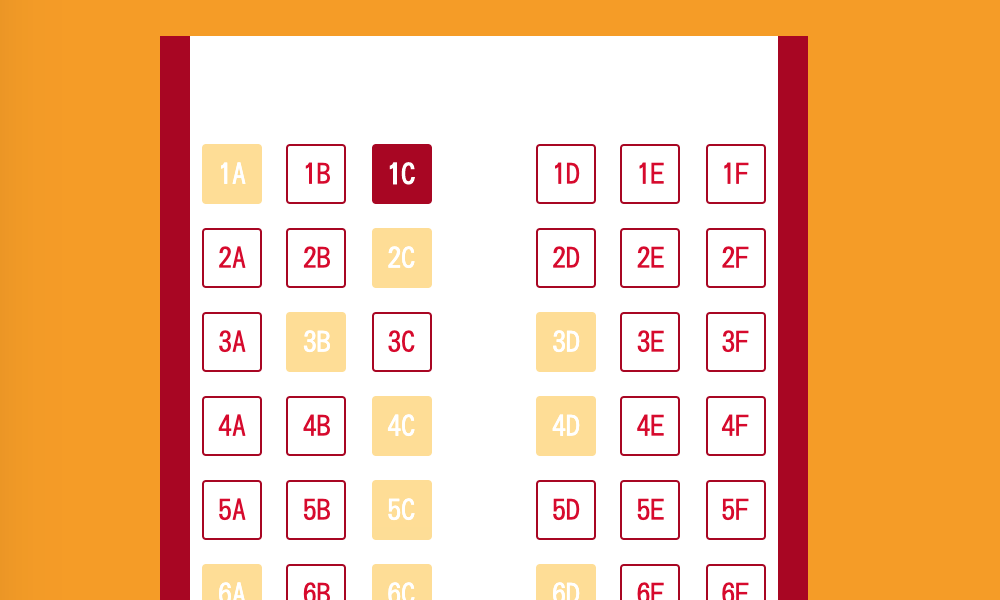 1A 1B 1C 1D 1E 1F
2A 2B 2C 2D 2E 2F
3A 3B 3C 3D 3E 3F
4A 4B 4C 4D 4E 4F
5A 5B 5C 5D 5E 5F
6A 6B 6C 6D 6E 6F